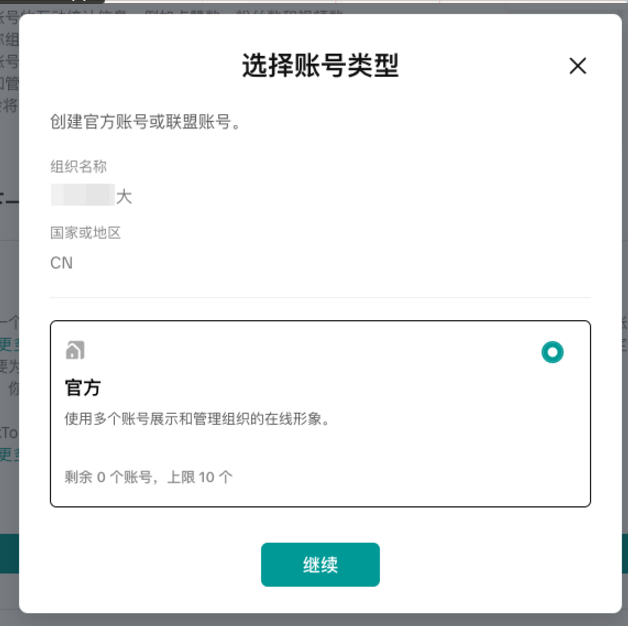 选择账号类型
创建官方账号或联盟账号。
组织名称
大
国家或地区
CN
官方
使用多个账号展示和管理组织的在线形象。
剩余 0 个账号，上限 10 个
继续